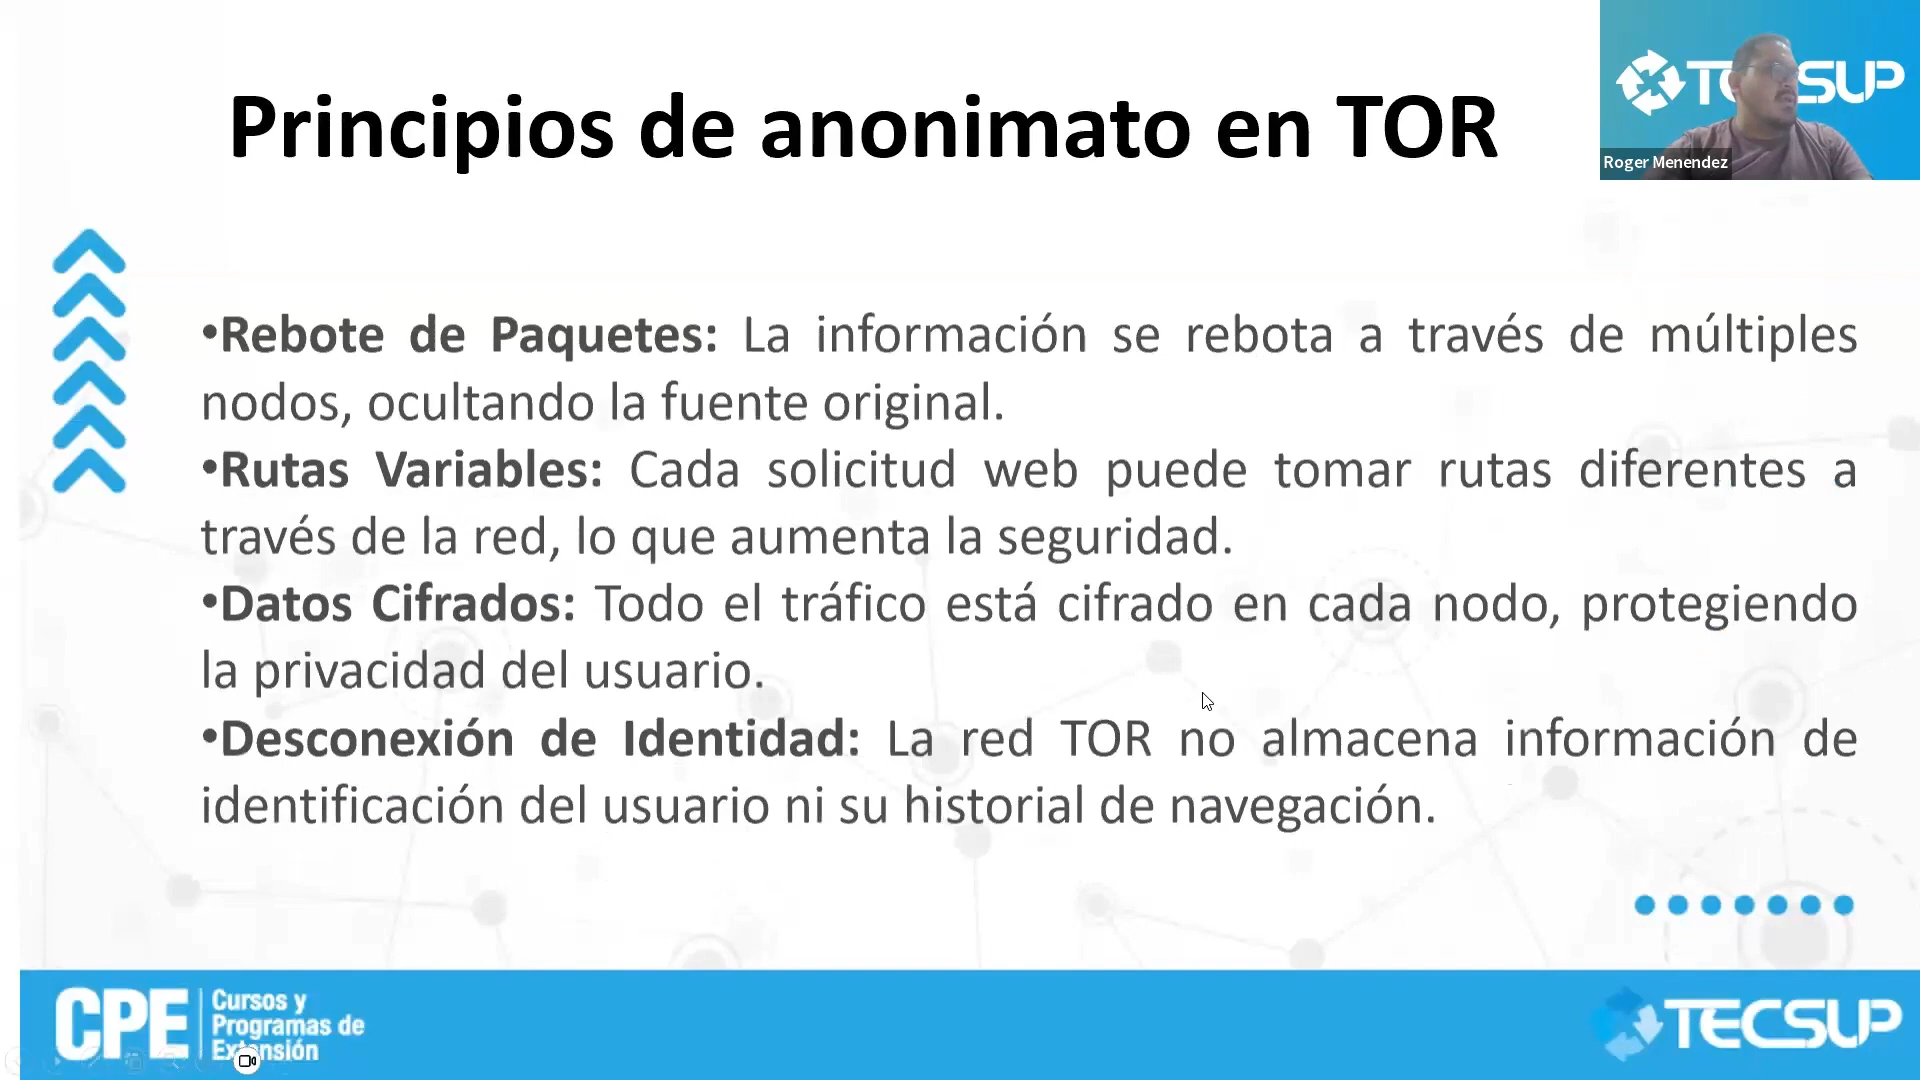 Principios de anonimato en TOR
TECSUP
Roger Menendez
•Rebote de Paquetes: La información se rebota a través de múltiples
nodos, ocultando la fuente original.
•Rutas Variables: Cada solicitud web puede tomar rutas diferentes a
través de la red, lo que aumenta la seguridad.
•Datos Cifrados: Todo el tráfico está cifrado en cada nodo, protegiendo
la privacidad del usuario.
•Desconexión de Identidad: La red TOR no almacena información de
identificación del usuario ni su historial de navegación.
CPE
Cursos y
Programas de
Extensión
TECSUP